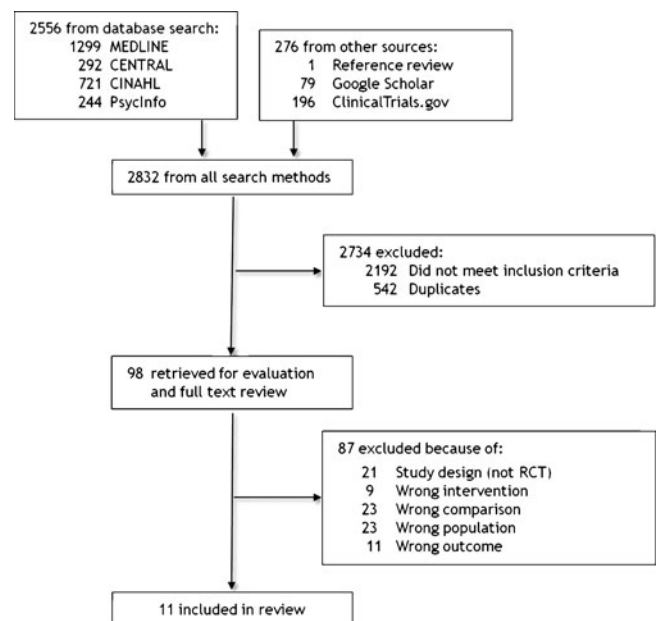 2556 from database search:
1299 MEDLINE
292 CENTRAL
721 CINAHL
244 PsycInfo
276 from other sources:
1 Reference review
79 Google Scholar
196 ClinicalTrials.gov
2832 from all search methods
2734 excluded:
2192 Did not meet inclusion criteria
542 Duplicates
98 retrieved for evaluation
and full text review
87 excluded because of:
21 Study design (not RCT)
9 Wrong intervention
23 Wrong comparison
23 Wrong population
11 Wrong outcome
11 included in review